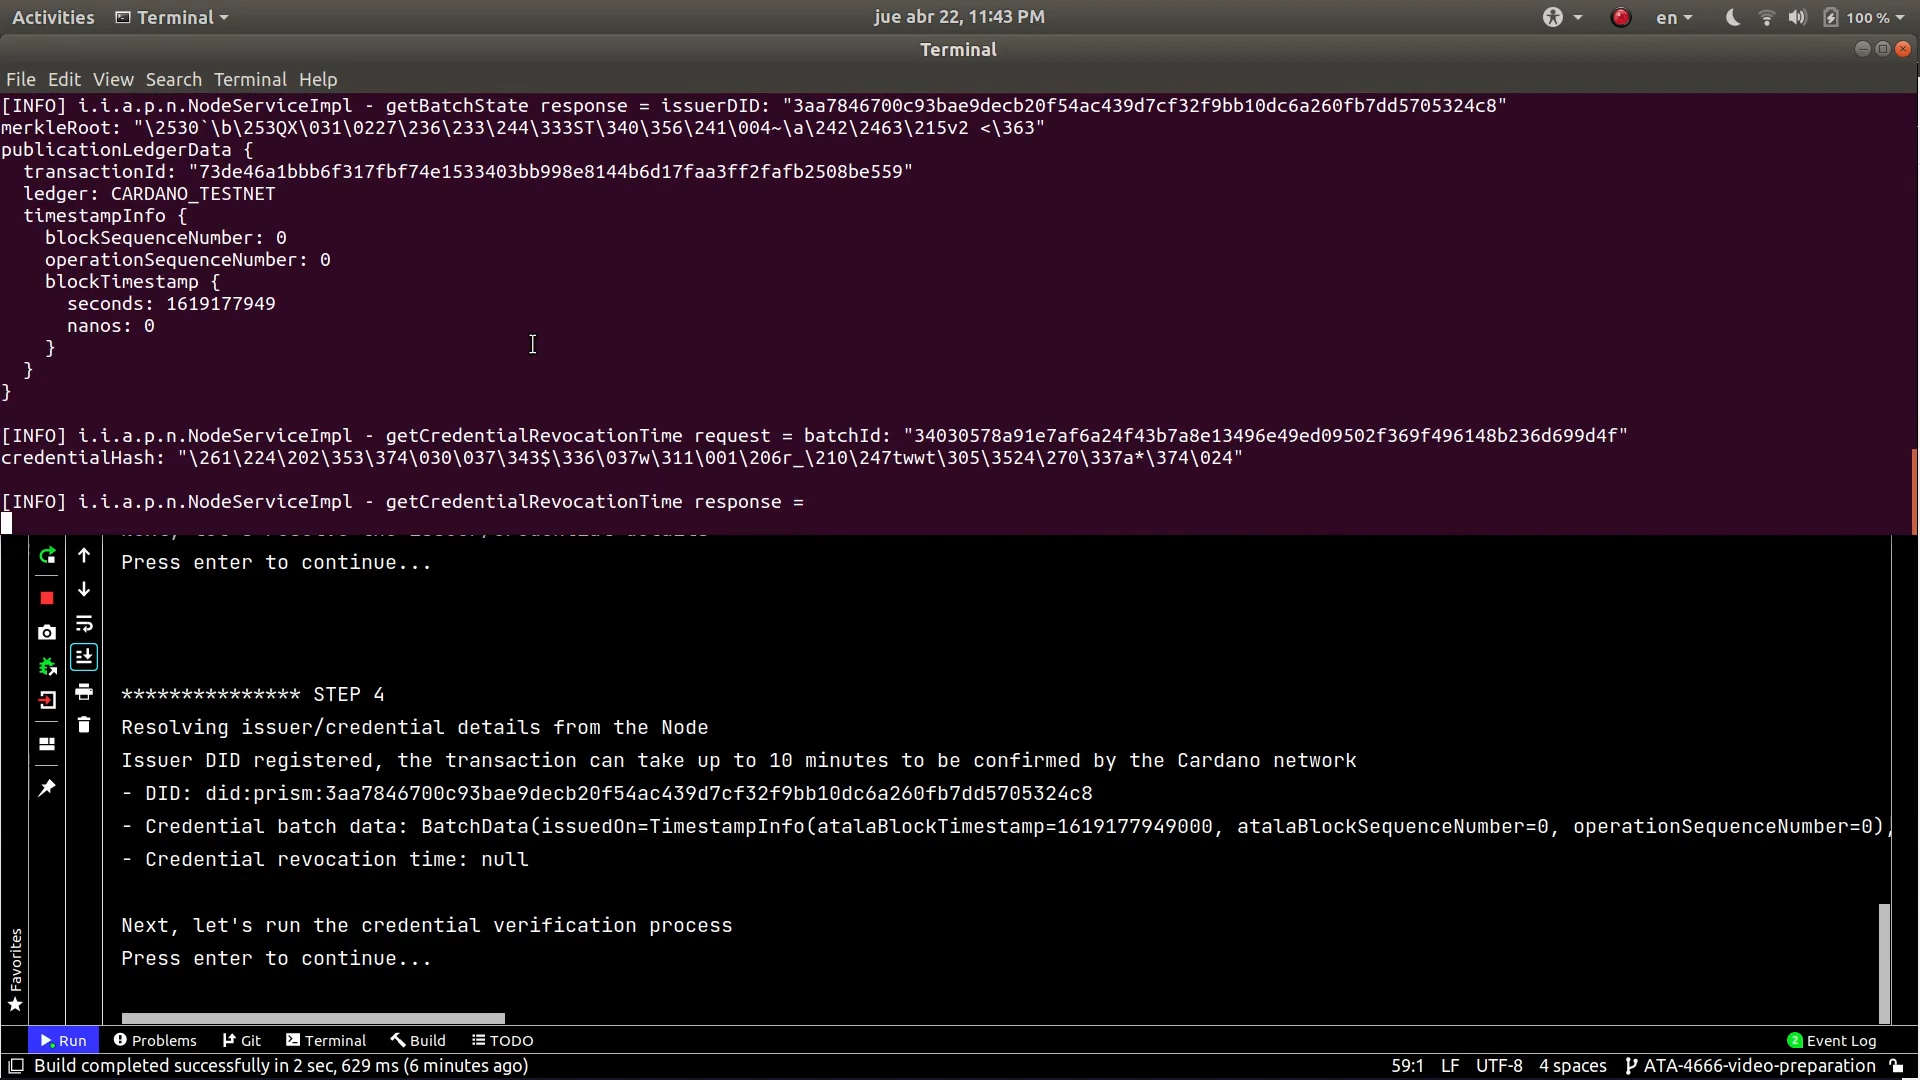 Activities Terminal jue abr 22, 11:43 PM en 100 %
Terminal
File Edit View Search Terminal Help
[INFO] i.i.a.p.n.NodeServiceImpl - getBatchState response = issuerDID: "3aa7846700c93bae9decb20f54ac439d7cf32f9bb10dc6a260fb7dd5705324c8"
merkleRoot: "\2530`\b\253QX\031\0227\236\233\244\333ST\340\356\241\004~\a\242\2463\215v2 <\363"
publicationLedgerData {
transactionId: "73de46a1bbb6f317fbf74e1533403bb998e8144b6d17faa3ff2fafb2508be559"
ledger: CARDANO_TESTNET
timestampInfo {
blockSequenceNumber: 0
operationSequenceNumber: 0
blockTimestamp {
seconds: 1619177949
nanos: 0
}
}
}
[INFO] i.i.a.p.n.NodeServiceImpl - getCredentialRevocationTime request = batchId: "34030578a91e7af6a24f43b7a8e13496e49ed09502f369f496148b236d699d4f"
credentialHash: "\261\224\202\353\374\030\037\343$\336\037w\311\001\206r_\210\247twwt\305\3524\270\337a*\374\024"
[INFO] i.i.a.p.n.NodeServiceImpl - getCredentialRevocationTime response =
Press enter to continue...
*************** STEP 4
Resolving issuer/credential details from the Node
Issuer DID registered, the transaction can take up to 10 minutes to be confirmed by the Cardano network
- DID: did:prism:3aa7846700c93bae9decb20f54ac439d7cf32f9bb10dc6a260fb7dd5705324c8
- Credential batch data: BatchData(issuedOn=TimestampInfo(atalaBlockTimestamp=1619177949000, atalaBlockSequenceNumber=0, operationSequenceNumber=0),
- Credential revocation time: null
Next, let's run the credential verification process
Press enter to continue...
Favorites
Run Problems Git Terminal Build TODO 2 Event Log
Build completed successfully in 2 sec, 629 ms (6 minutes ago) 59:1 LF UTF-8 4 spaces ATA-4666-video-preparation